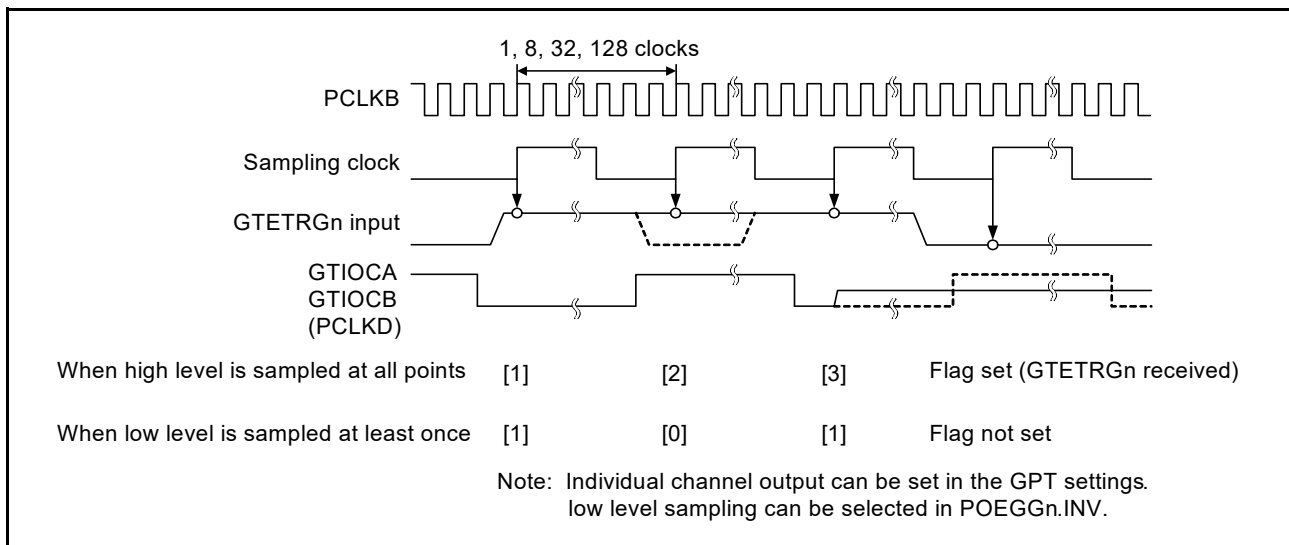 1, 8, 32, 128 clocks
PCLKB
Sampling clock
GTETRGn input
GTIOCA
GTIOCB
(PCLKD)
When high level is sampled at all points [1] [2] [3] Flag set (GTETRGn received)
When low level is sampled at least once [1] [0] [1] Flag not set
Note: Individual channel output can be set in the GPT settings.
low level sampling can be selected in POEGGn.INV.